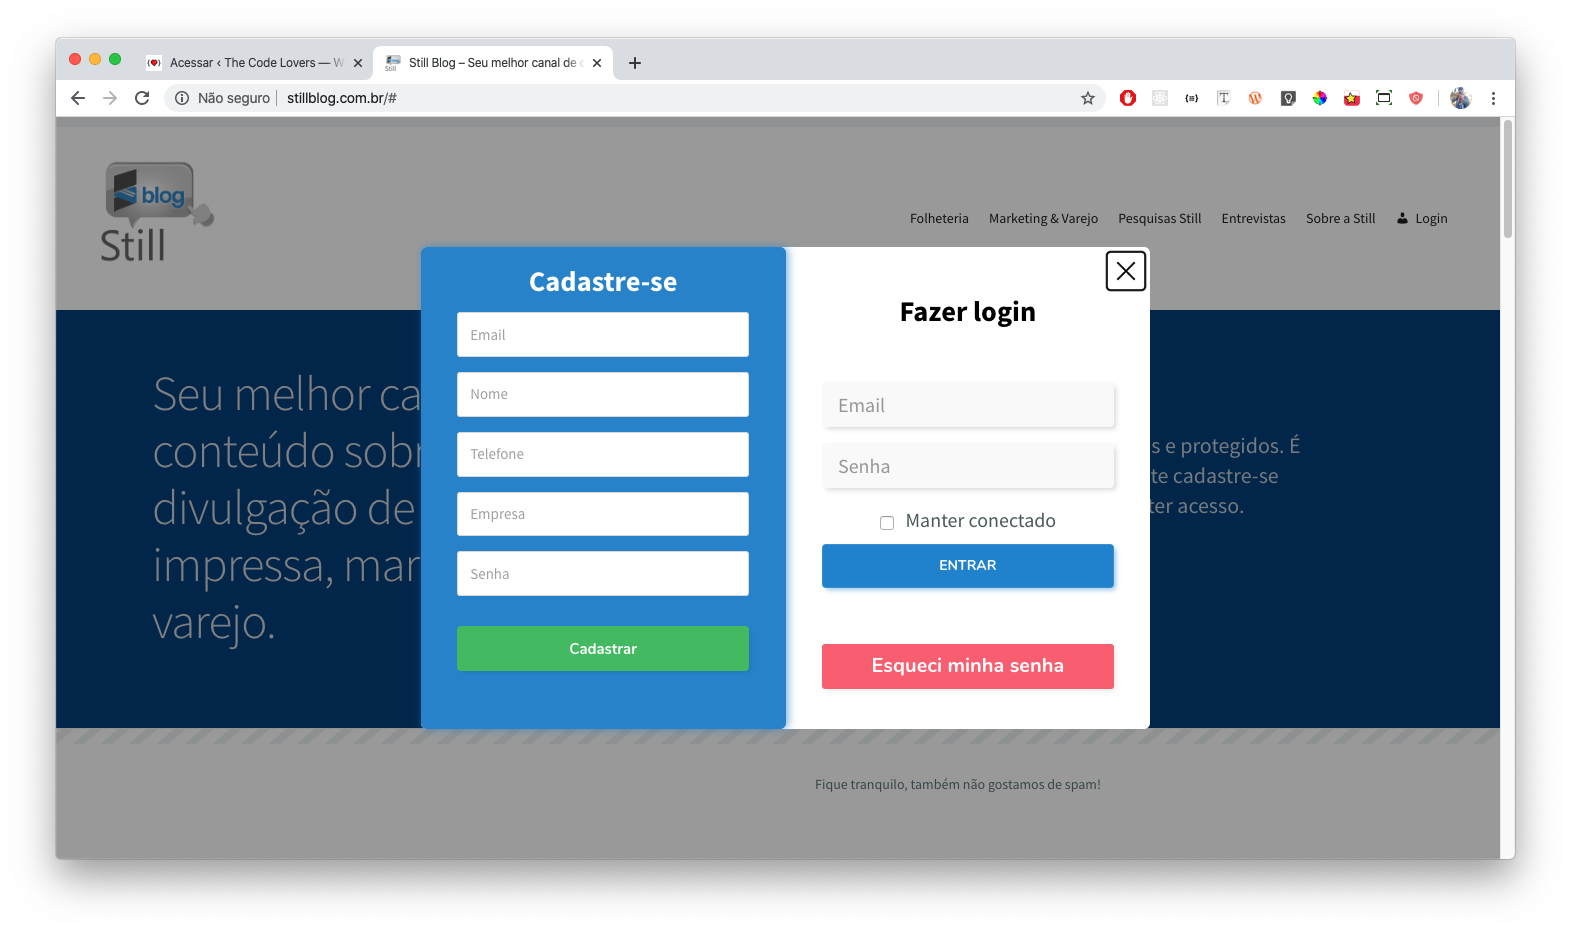 Acessar ‹ The Code Lovers — W
Still Blog – Seu melhor canal de c
Não seguro
stillblog.com.br/#
blog
Still
Folheteria
Marketing & Varejo
Pesquisas Still
Entrevistas
Sobre a Still
Login
Cadastre-se
Email
Nome
Telefone
Empresa
Senha
Cadastrar
Fazer login
Email
Senha
Manter conectado
ENTRAR
Esqueci minha senha
Seu melhor ca
conteúdo sobr
divulgação de
impressa, mar
varejo.
s e protegidos. É
te cadastre-se
ter acesso.
Fique tranquilo, também não gostamos de spam!